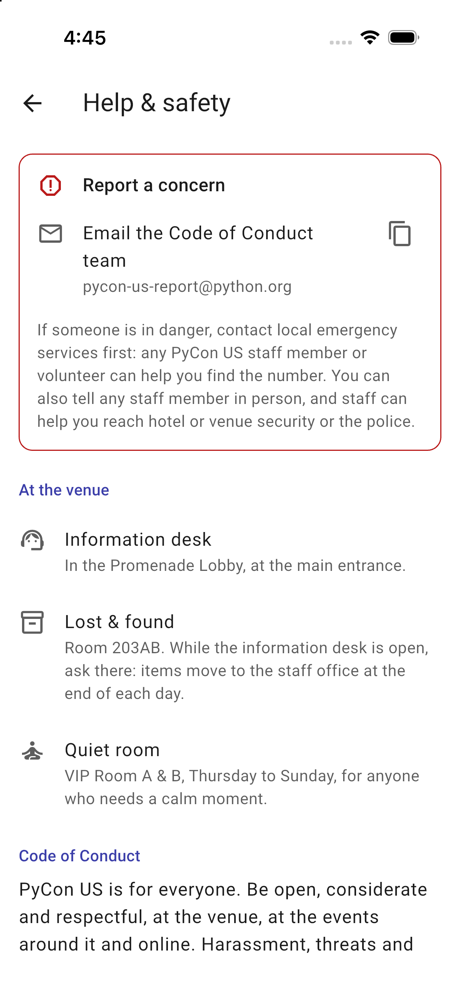 4:45
Help & safety
Report a concern
Email the Code of Conduct
team
pycon-us-report@python.org
If someone is in danger, contact local emergency
services first: any PyCon US staff member or
volunteer can help you find the number. You can
also tell any staff member in person, and staff can
help you reach hotel or venue security or the police.
At the venue
Information desk
In the Promenade Lobby, at the main entrance.
Lost & found
Room 203AB. While the information desk is open,
ask there: items move to the staff office at the
end of each day.
Quiet room
VIP Room A & B, Thursday to Sunday, for anyone
who needs a calm moment.
Code of Conduct
PyCon US is for everyone. Be open, considerate
and respectful, at the venue, at the events
around it and online. Harassment, threats and